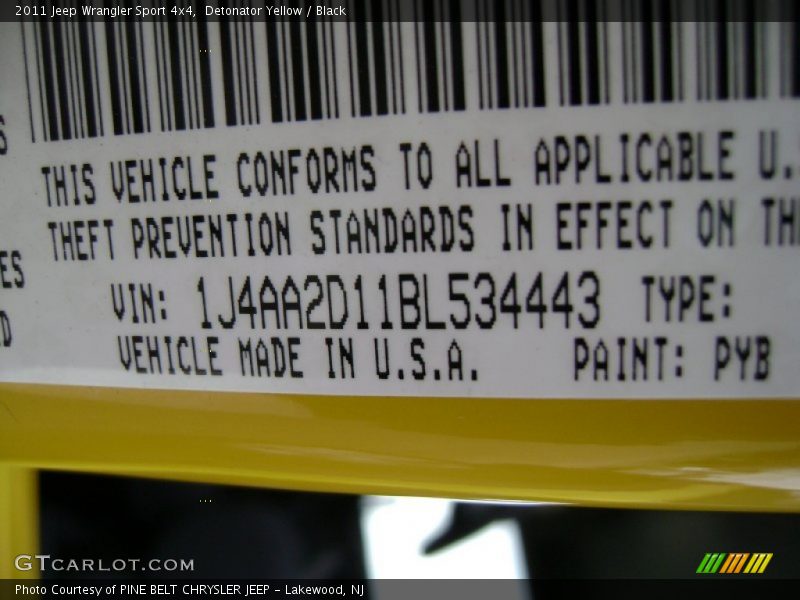 2011 Jeep Wrangler Sport 4x4, Detonator Yellow / Black
THIS VEHICLE CONFORMS TO ALL APPLICABLE U.
THEFT PREVENTION STANDARDS IN EFFECT ON TH
ES
VIN: 1J4AA2D11BL534443 TYPE:
VEHICLE MADE IN U.S.A. PAINT: PYB
GTCARLOT.COM
Photo Courtesy of PINE BELT CHRYSLER JEEP - Lakewood, NJ